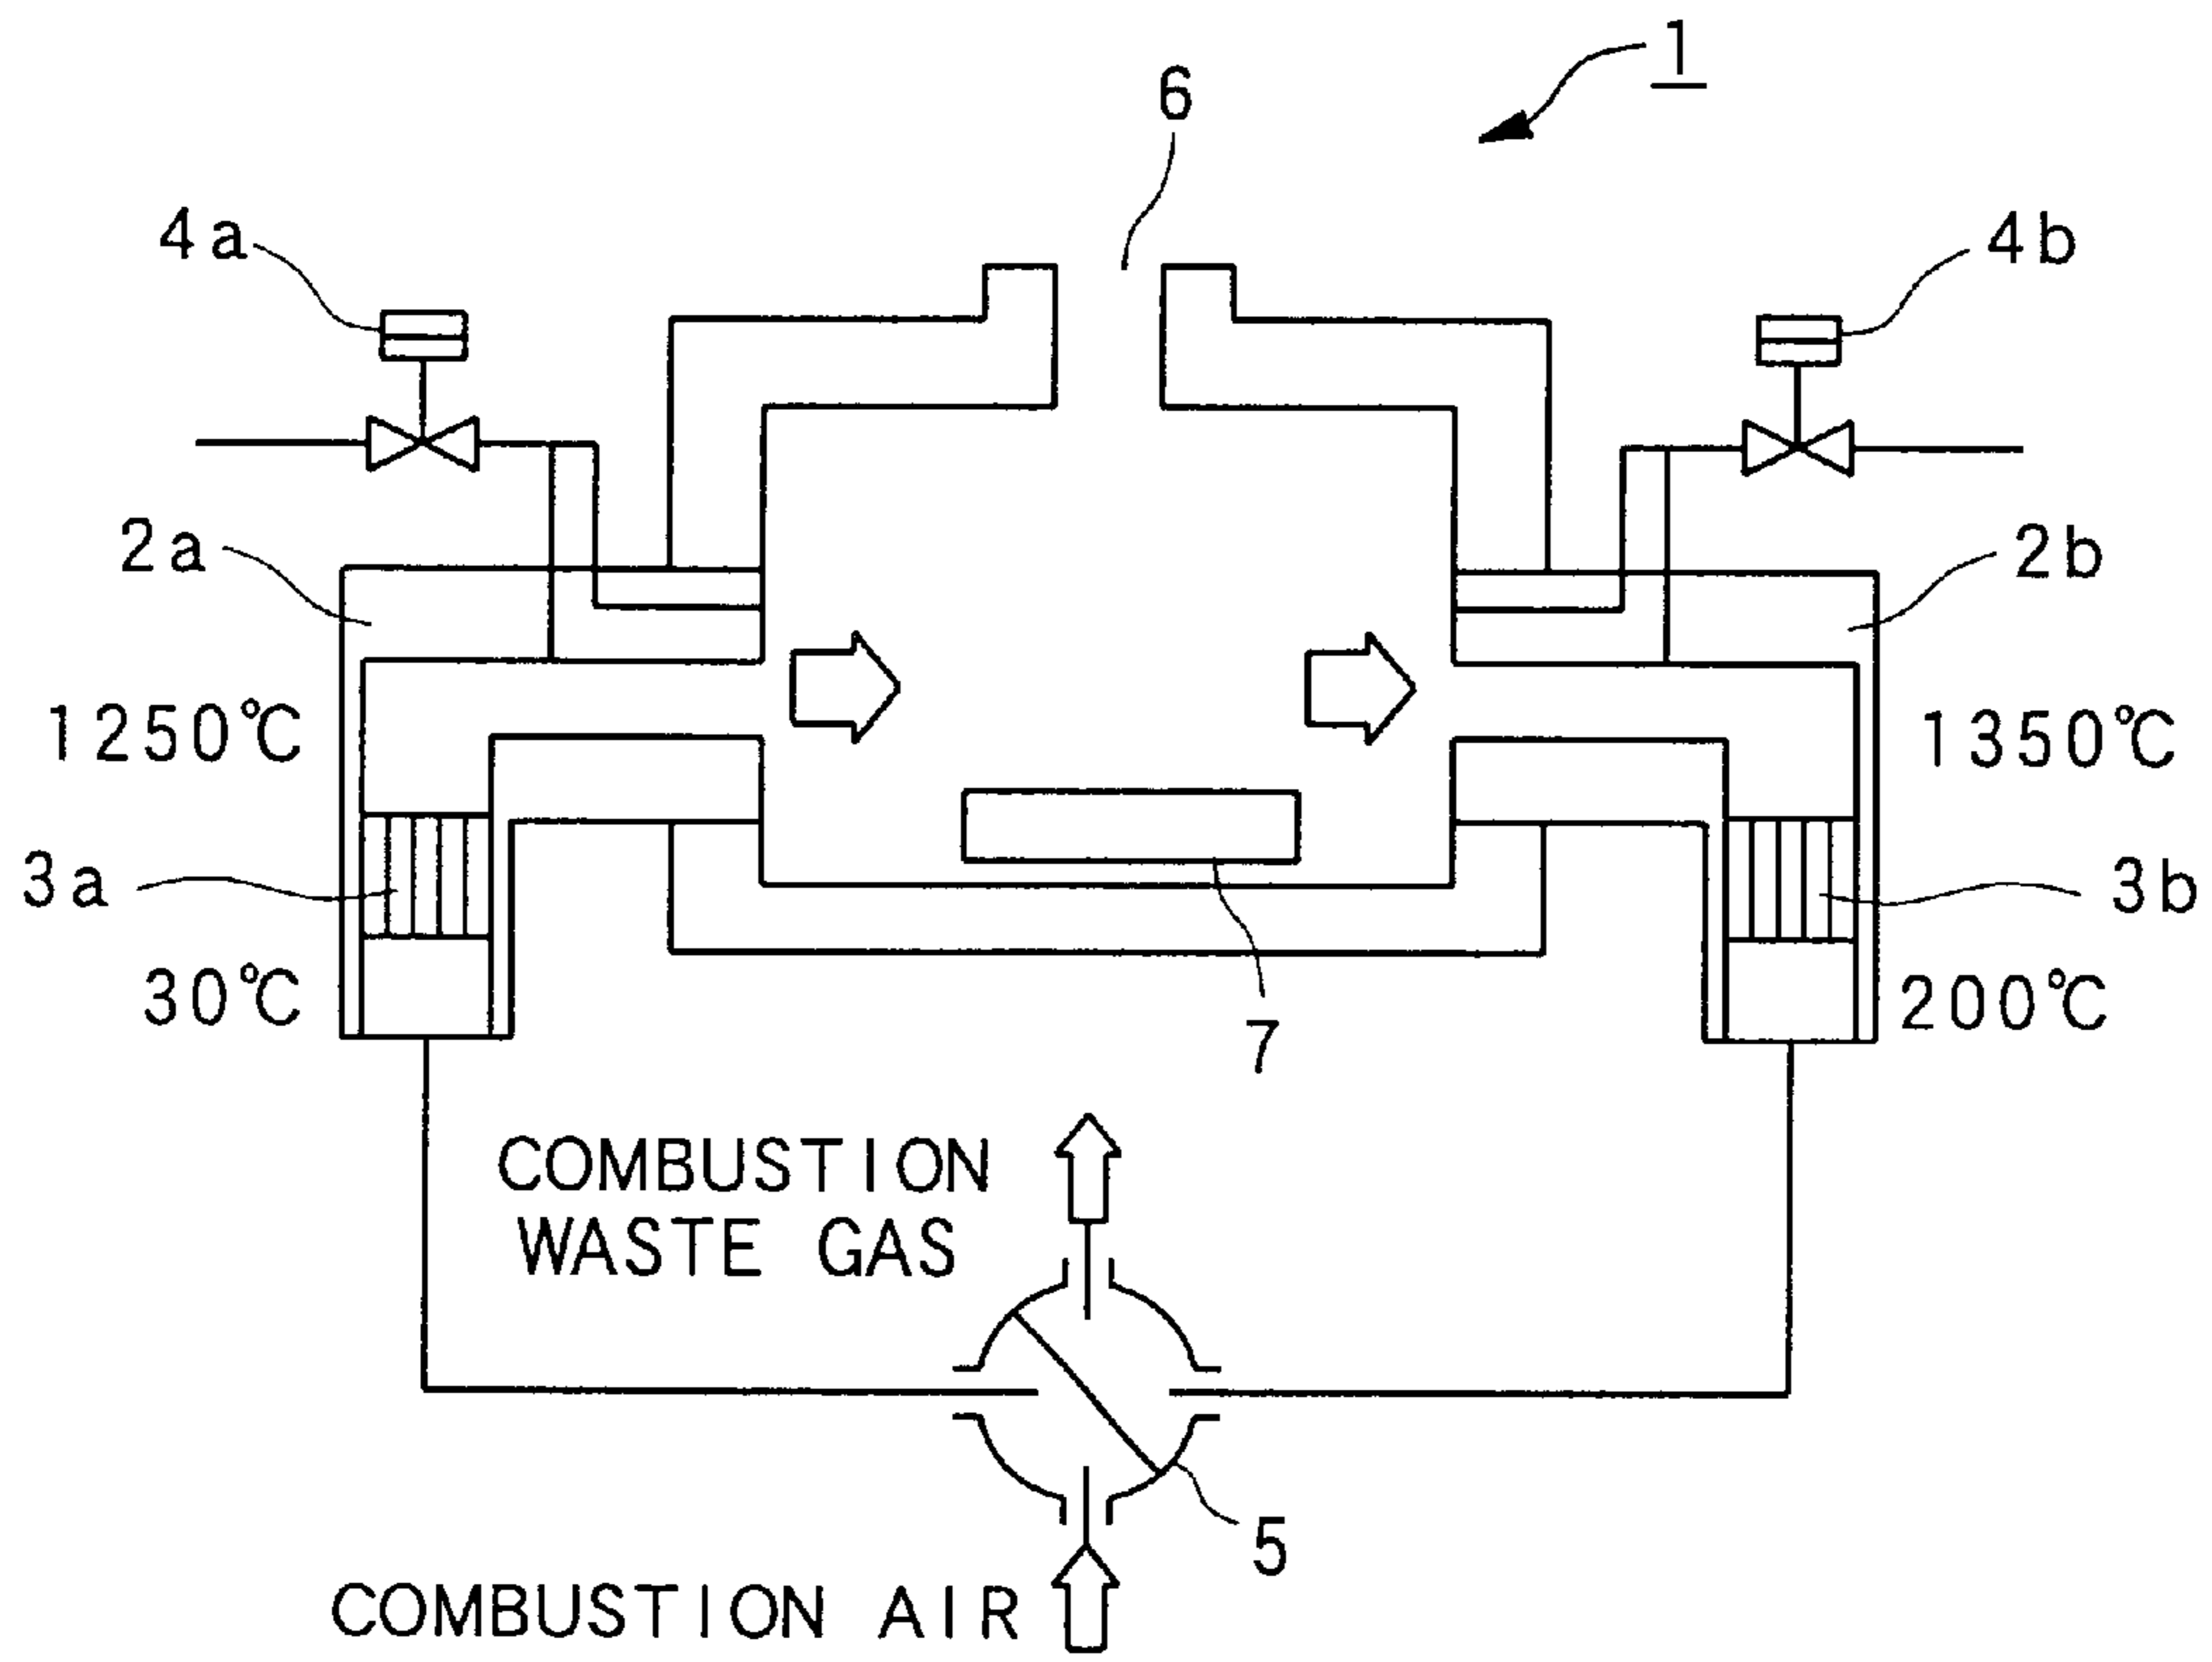 1
6
4a
4b
2a
2b
1250℃
1350℃
3a
3b
30℃
200℃
7
COMBUSTION
WASTE GAS
5
COMBUSTION AIR